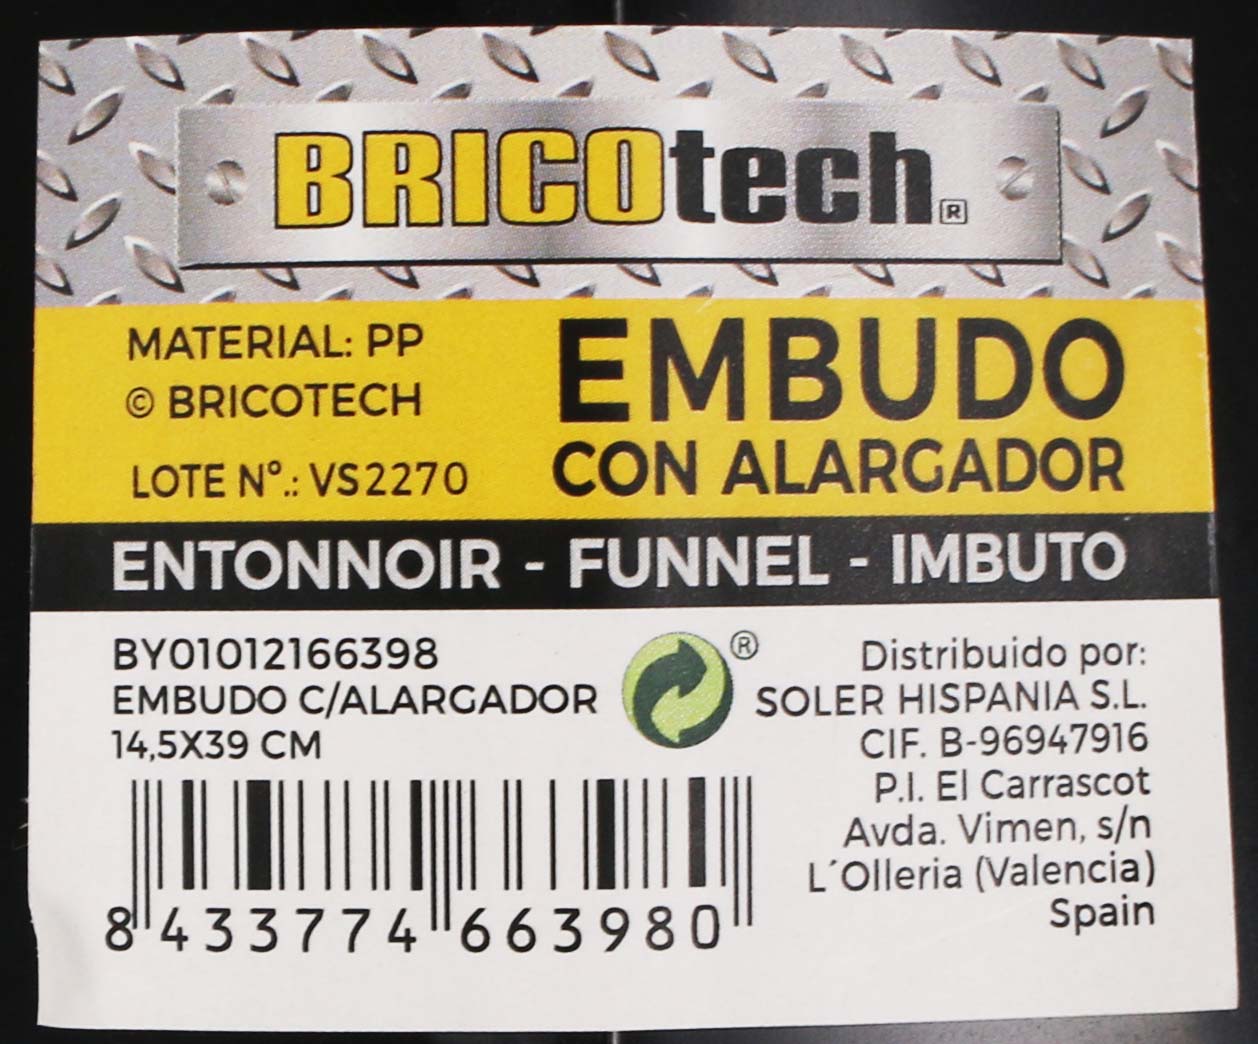 BRICOtech®
MATERIAL: PP
© BRICOTECH
LOTE Nº.: VS2270
EMBUDO
CON ALARGADOR
ENTONNOIR - FUNNEL - IMBUTO
BY01012166398
EMBUDO C/ALARGADOR
14,5X39 CM
®
Distribuido por:
SOLER HISPANIA S.L.
CIF. B-96947916
P.I. El Carrascot
Avda. Vimen, s/n
L´Olleria (Valencia)
Spain
8 433774 663980